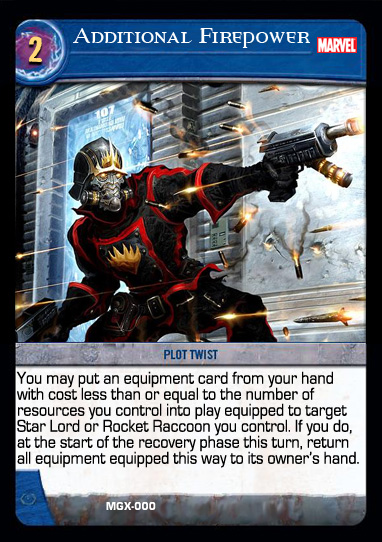 2
ADDITIONAL FIREPOWER
MARVEL
107
PLOT TWIST
You may put an equipment card from your hand
with cost less than or equal to the number of
resources you control into play equipped to target
Star Lord or Rocket Raccoon you control. If you do,
at the start of the recovery phase this turn, return
all equipment equipped this way to its owner's hand.
MGX-000